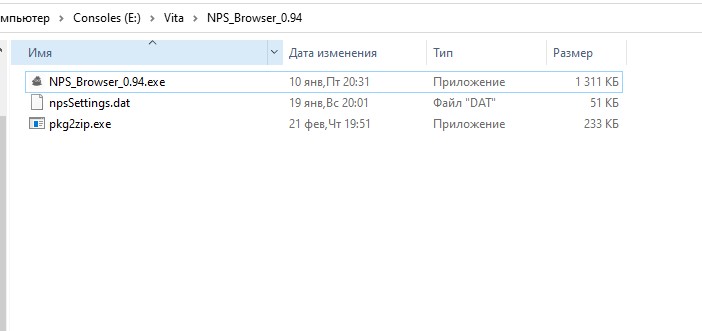 мпьютер > Consoles (E:) > Vita > NPS_Browser_0.94
Имя Дата изменения Тип Размер
NPS_Browser_0.94.exe 10 янв,Пт 20:31 Приложение 1 311 КБ
npsSettings.dat 19 янв,Вс 20:01 Файл "DAT" 51 КБ
pkg2zip.exe 21 фев,Чт 19:51 Приложение 233 КБ